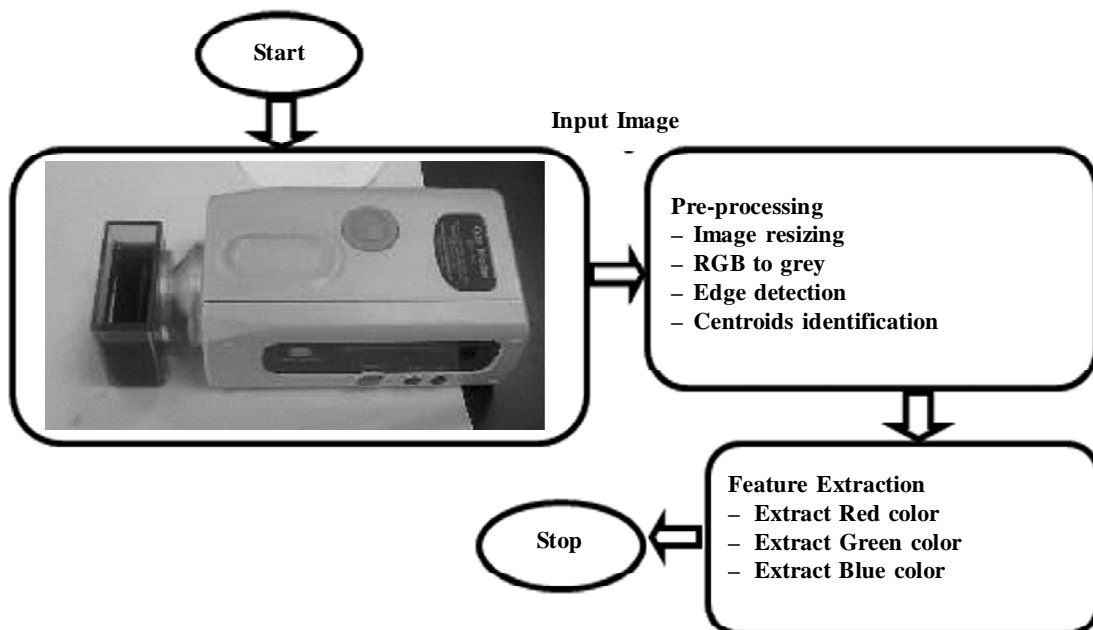 Start
Input Image
Pre-processing
– Image resizing
– RGB to grey
– Edge detection
– Centroids identification
Feature Extraction
– Extract Red color
– Extract Green color
– Extract Blue color
Stop